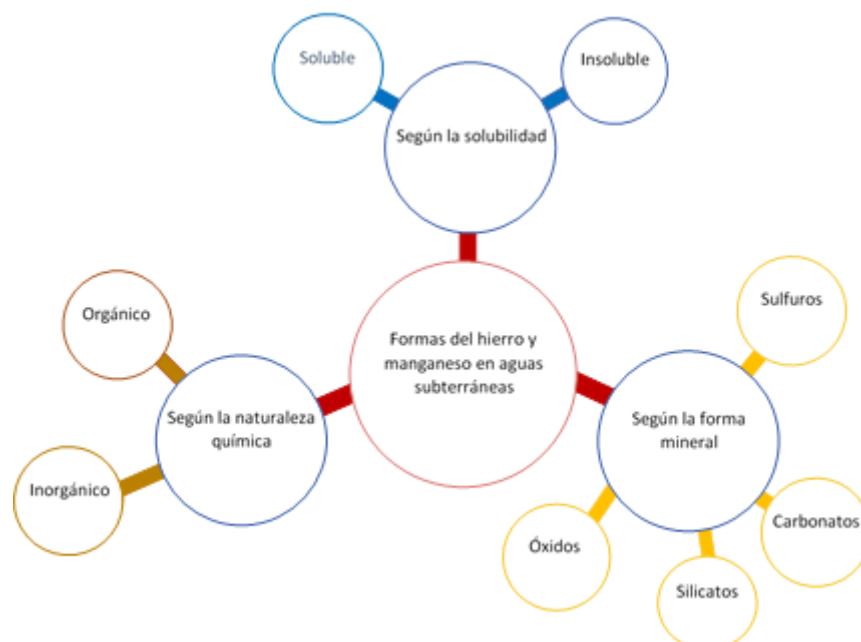 Soluble
Insoluble
Según la solubilidad
Orgánico
Sulfuros
Formas del hierro y
manganeso en aguas
subterráneas
Según la naturaleza
química
Según la forma
mineral
Inorgánico
Carbonatos
Óxidos
Silicatos